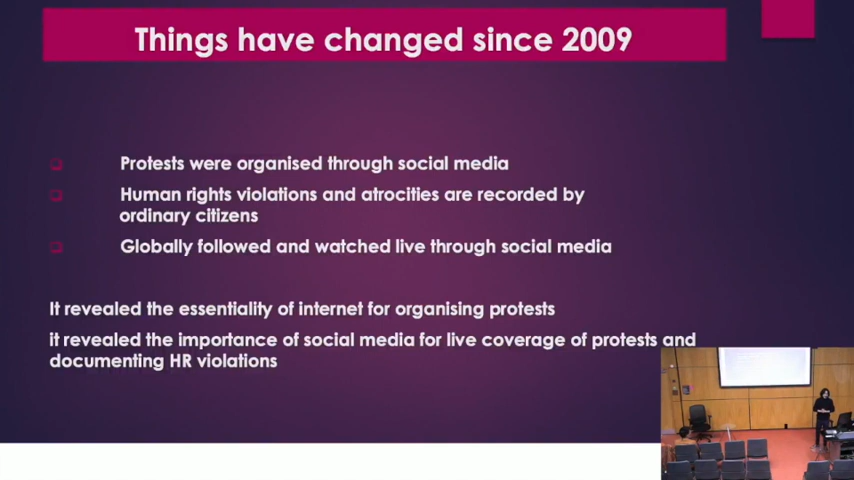 Things have changed since 2009
Protests were organised through social media
Human rights violations and atrocities are recorded by
ordinary citizens
Globally followed and watched live through social media
It revealed the essentiality of internet for organising protests
it revealed the importance of social media for live coverage of protests and
documenting HR violations